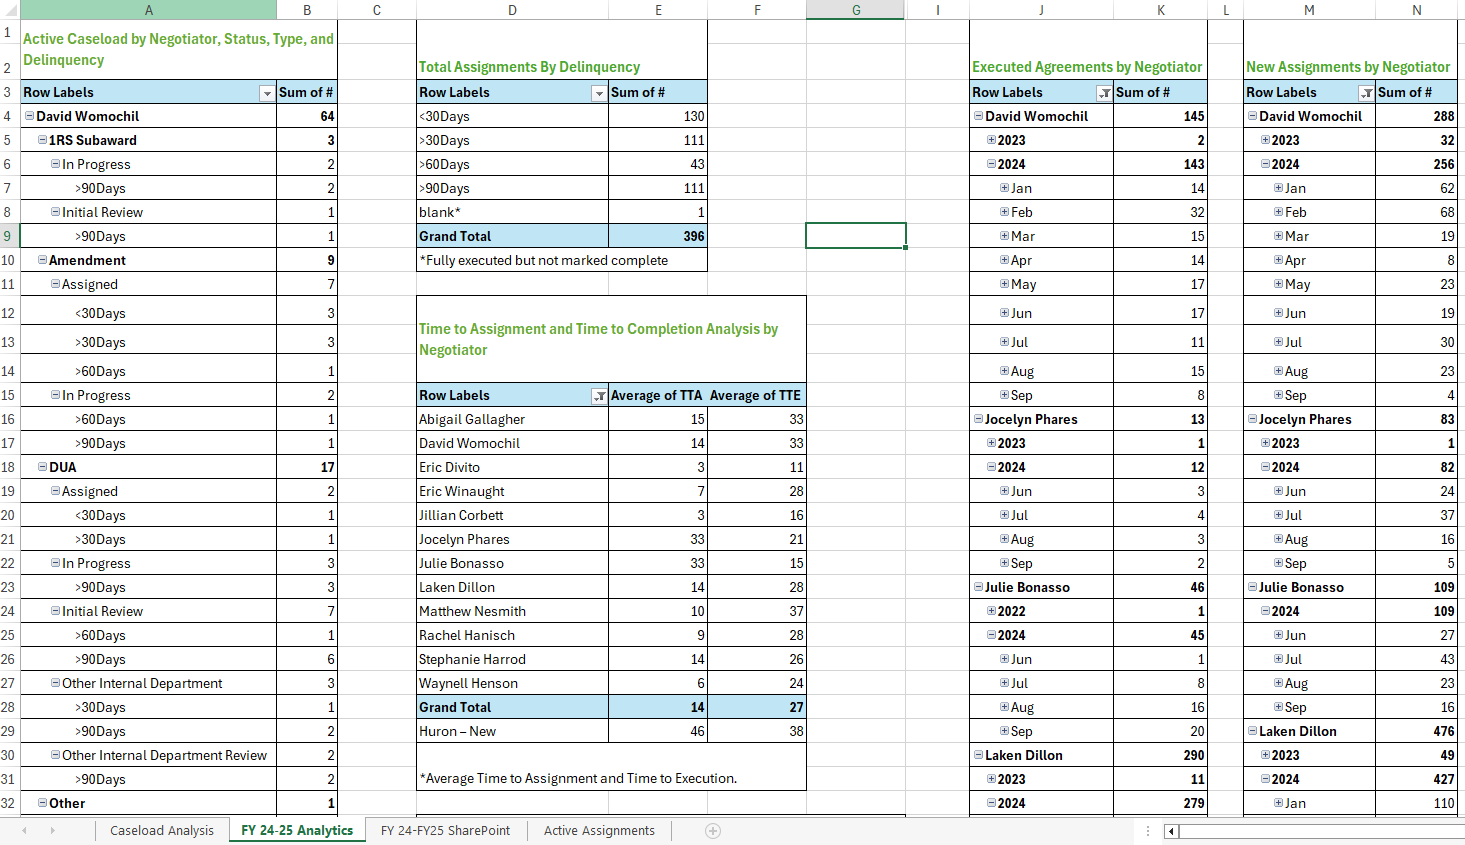 A B C D E F G I J K L M N
1 Active Caseload by Negotiator, Status, Type, and
2 Delinquency Total Assignments By Delinquency Executed Agreements by Negotiator New Assignments by Negotiator
3 Row Labels Sum of # Row Labels Sum of # Row Labels Sum of # Row Labels Sum of #
4 David Womochil 64 <30Days 130 David Womochil 145 David Womochil 288
5 1RS Subaward 3 >30Days 111 2023 2 2023 32
6 In Progress 2 >60Days 43 2024 143 2024 256
7 >90Days 2 >90Days 111 Jan 14 Jan 62
8 Initial Review 1 blank* 1 Feb 32 Feb 68
9 >90Days 1 Grand Total 396 Mar 15 Mar 19
10 Amendment 9 *Fully executed but not marked complete Apr 14 Apr 8
11 Assigned 7 May 17 May 23
12 <30Days 3 Jun 17 Jun 19
Time to Assignment and Time to Completion Analysis by
13 >30Days 3 Negotiator Jul 11 Jul 30
14 >60Days 1 Aug 15 Aug 23
15 In Progress 2 Row Labels Average of TTA Average of TTE Sep 8 Sep 4
16 >60Days 1 Abigail Gallagher 15 33 Jocelyn Phares 13 Jocelyn Phares 83
17 >90Days 1 David Womochil 14 33 2023 1 2023 1
18 DUA 17 Eric Divito 3 11 2024 12 2024 82
19 Assigned 2 Eric Winaught 7 28 Jun 3 Jun 24
20 <30Days 1 Jillian Corbett 3 16 Jul 4 Jul 37
21 >30Days 1 Jocelyn Phares 33 21 Aug 3 Aug 16
22 In Progress 3 Julie Bonasso 33 15 Sep 2 Sep 5
23 >90Days 3 Laken Dillon 14 28 Julie Bonasso 46 Julie Bonasso 109
24 Initial Review 7 Matthew Nesmith 10 37 2022 1 2024 109
25 >60Days 1 Rachel Hanisch 9 28 2024 45 Jun 27
26 >90Days 6 Stephanie Harrod 14 26 Jun 1 Jul 43
27 Other Internal Department 3 Waynell Henson 6 24 Jul 8 Aug 23
28 >30Days 1 Grand Total 14 27 Aug 16 Sep 16
29 >90Days 2 Huron – New 46 38 Sep 20 Laken Dillon 476
30 Other Internal Department Review 2 Laken Dillon 290 2023 49
31 >90Days 2 *Average Time to Assignment and Time to Execution. 2023 11 2024 427
32 Other 1 2024 279 Jan 110
Caseload Analysis FY 24-25 Analytics FY 24-FY25 SharePoint Active Assignments